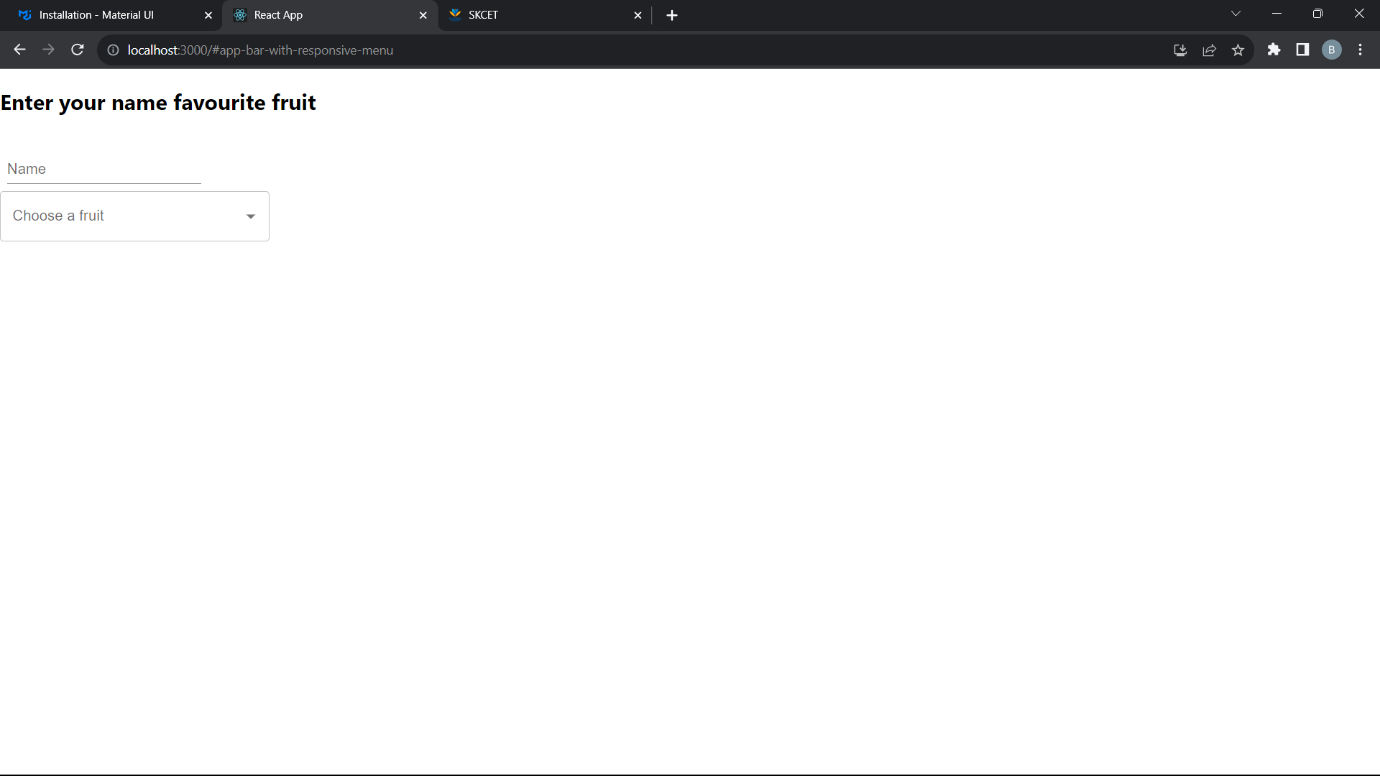 Installation - Material UI
React App
SKCET
localhost:3000/#app-bar-with-responsive-menu
B
Enter your name favourite fruit
Name
Choose a fruit